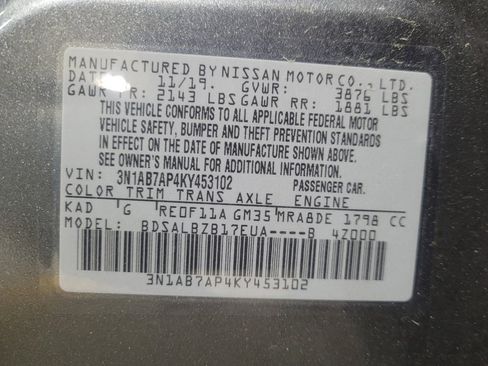 MANUFACTURED BY NISSAN MOTOR CO., LTD.
DATE: 11/19. GVWR: 3876 LBS
GAWR FR: 2143 LBS GAWR RR: 1881 LBS
THIS VEHICLE CONFORMS TO ALL APPLICABLE FEDERAL MOTOR
VEHICLE SAFETY, BUMPER AND THEFT PREVENTION STANDARDS
IN EFFECT ON THE DATE OF MANUFACTURE SHOWN ABOVE.
SEE OWNER'S MANUAL FOR ADDITIONAL INFORMATION.
VIN: 3N1AB7AP4KY453102 PASSENGER CAR.
COLOR TRIM TRANS AXLE ENGINE
KAD G RE0F11A GM35 MRA8DE 1798 CC
MODEL: BDSALBZB17EUA----B 4Z000
3N1AB7AP4KY453102